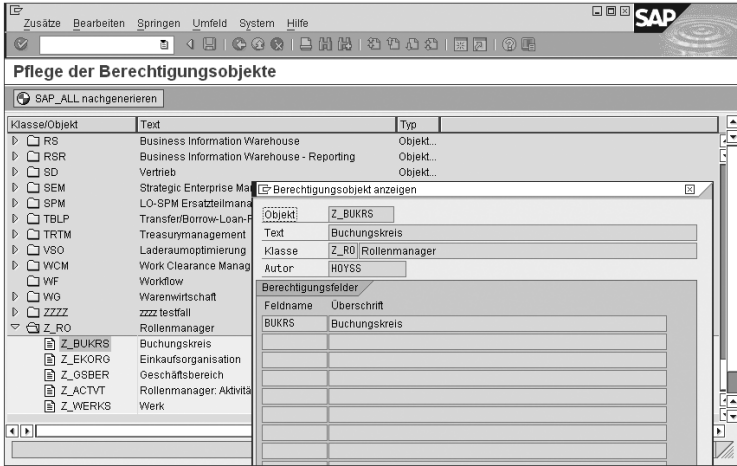 Zusätze Bearbeiten Springen Umfeld System Hilfe
SAP
Pflege der Berechtigungsobjekte
SAP_ALL nachgenerieren
Klasse/Objekt Text Typ
RS Business Information Warehouse Objekt...
RSR Business Information Warehouse - Reporting Objekt...
SD Vertrieb Objekt...
SEM Strategic Enterprise Ma
SPM LO-SPM Ersatzteilmana
TBLP Transfer/Borrow-Loan-P
TRTM Treasurymanagement
VSO Laderaumoptimierung
WCM Work Clearance Manag
WF Workflow
WG Warenwirtschaft
ZZZZ zzzz testfall
Z_RO Rollenmanager
Z_BUKRS Buchungskreis
Z_EKORG Einkaufsorganisation
Z_GSBER Geschäftsbereich
Z_ACTVT Rollenmanager: Aktivitä
Z_WERKS Werk
Berechtigungsobjekt anzeigen
Objekt Z_BUKRS
Text Buchungskreis
Klasse Z_RO Rollenmanager
Autor HOYSS
Berechtigungsfelder
Feldname Überschrift
BUKRS Buchungskreis